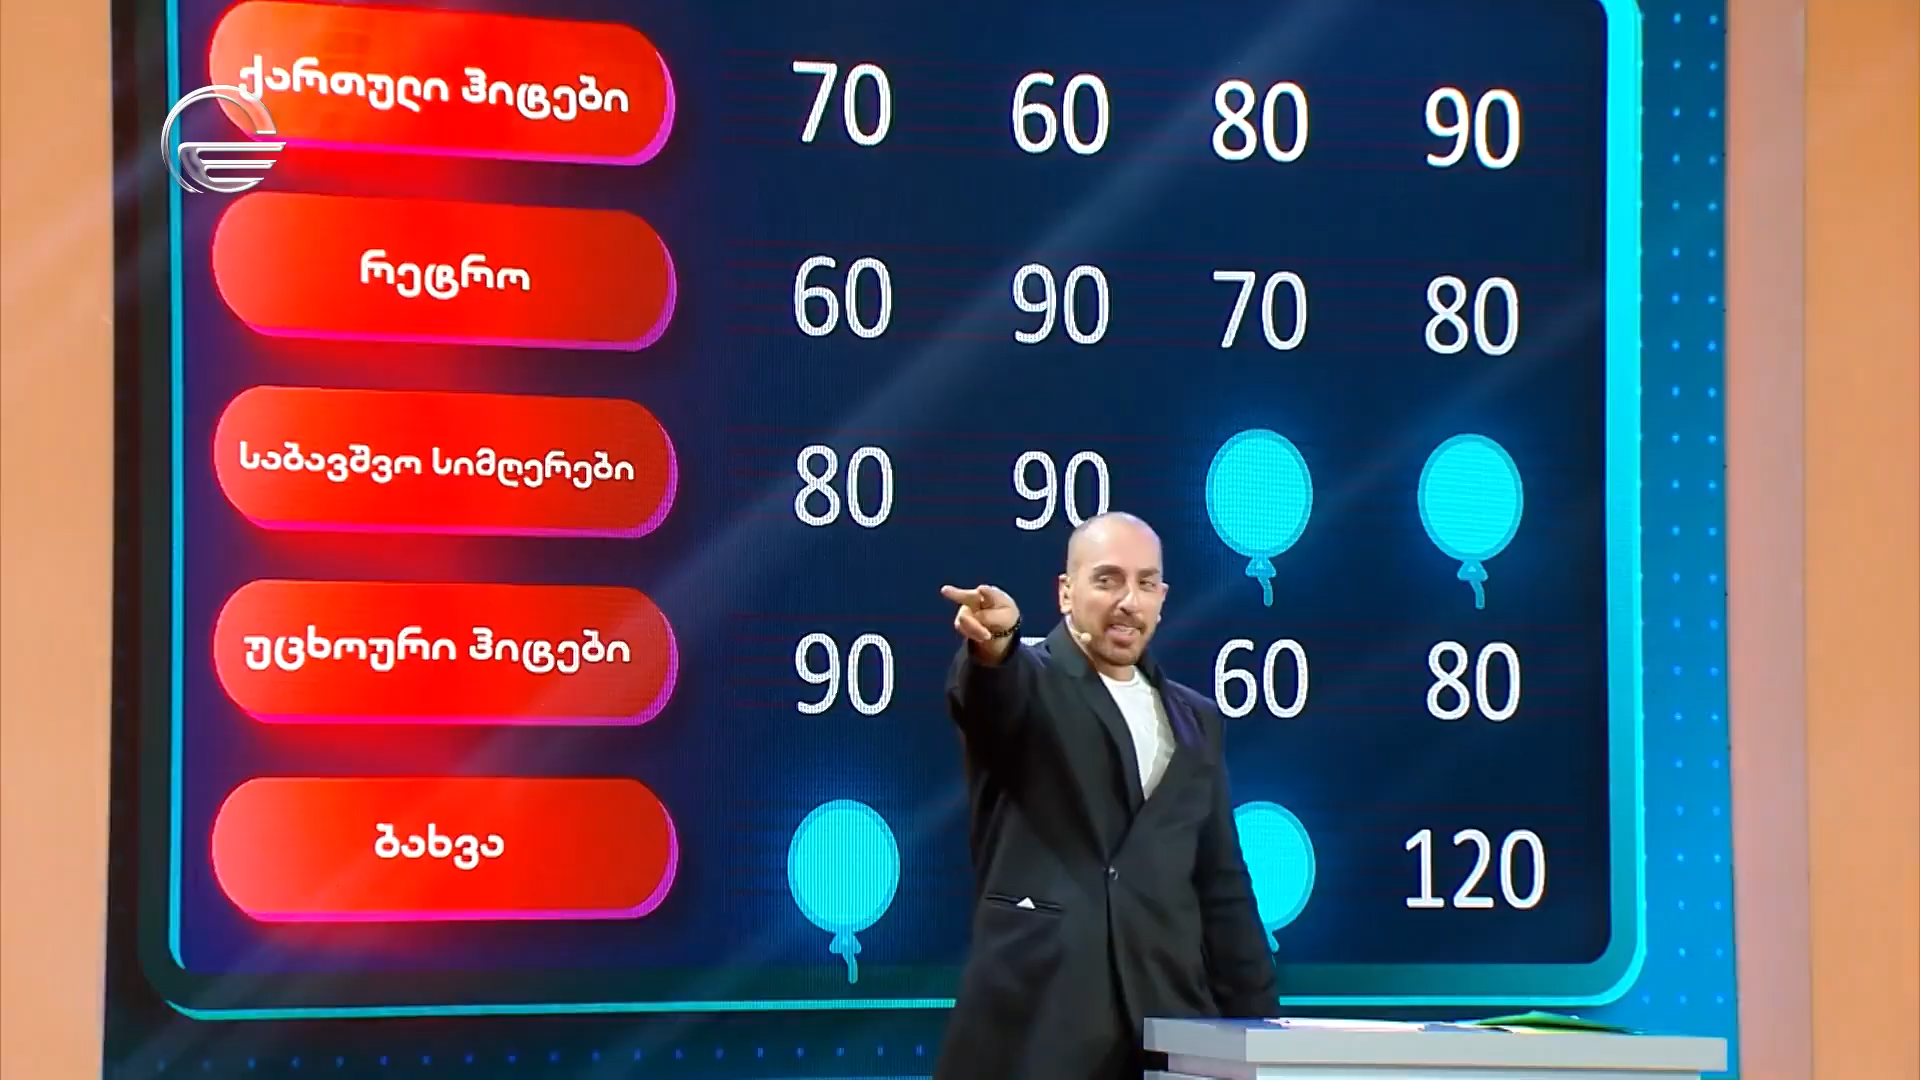 ქართული ჰიტები 70 60 80 90
რეტრო 60 90 70 80
საბავშვო სიმღერები 80 90
უცხოური ჰიტები 90 60 80
ბახვა 120